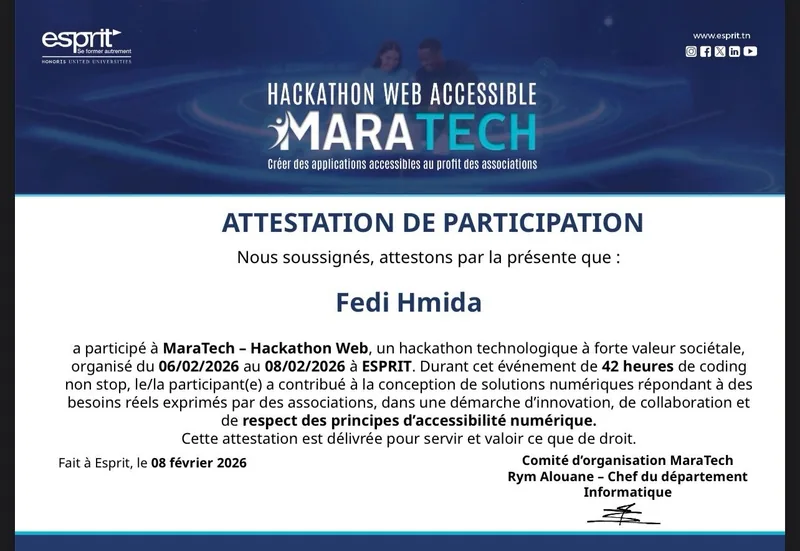 esprit
Se former autrement
HONORIS UNITED UNIVERSITIES
www.esprit.tn
HACKATHON WEB ACCESSIBLE
MARATECH
Créer des applications accessibles au profit des associations
ATTESTATION DE PARTICIPATION
Nous soussignés, attestons par la présente que :
Fedi Hmida
a participé à MaraTech – Hackathon Web, un hackathon technologique à forte valeur sociétale,
organisé du 06/02/2026 au 08/02/2026 à ESPRIT. Durant cet événement de 42 heures de coding
non stop, le/la participant(e) a contribué à la conception de solutions numériques répondant à des
besoins réels exprimés par des associations, dans une démarche d’innovation, de collaboration et
de respect des principes d’accessibilité numérique.
Cette attestation est délivrée pour servir et valoir ce que de droit.
Fait à Esprit, le 08 février 2026
Comité d’organisation MaraTech
Rym Alouane – Chef du département
Informatique